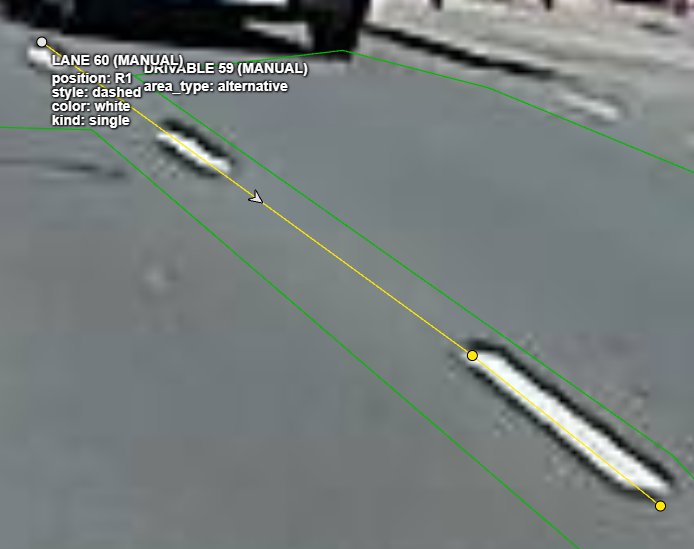 LANE 60 (MANUAL)
DRIVABLE 59 (MANUAL)
position: R1
area_type: alternative
style: dashed
color: white
kind: single